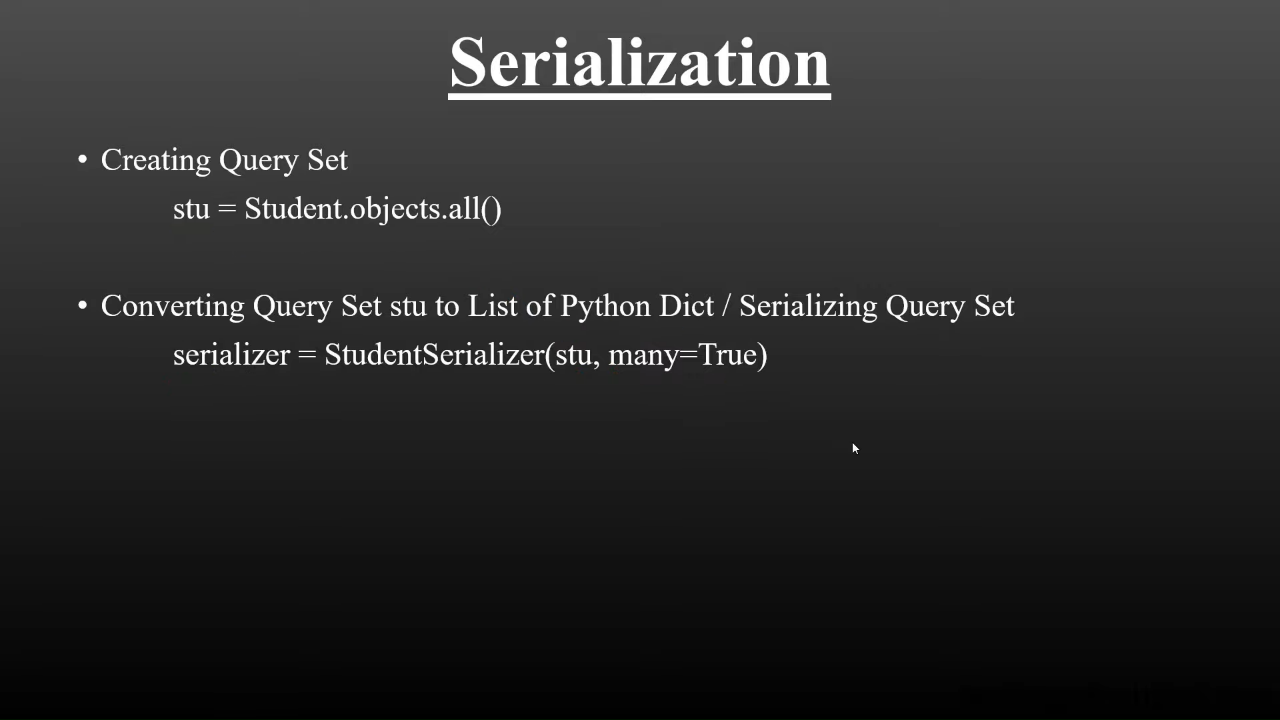 Serialization
• Creating Query Set
stu = Student.objects.all()
• Converting Query Set stu to List of Python Dict / Serializing Query Set
serializer = StudentSerializer(stu, many=True)